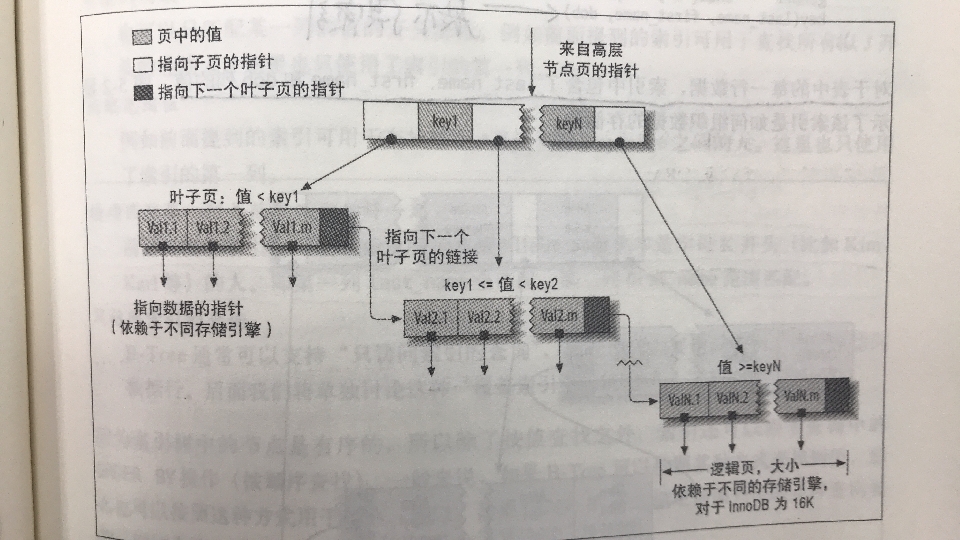 页中的值
指向子页的指针
指向下一个叶子页的指针
来自高层
节点页的指针
key1
keyN
叶子页：值 < key1
Val1.1
Val1.2
Val1.m
指向下一个
叶子页的链接
指向数据的指针
（依赖于不同存储引擎）
key1 <= 值 < key2
Val2.1
Val2.2
Val2.m
值 >=keyN
ValN.1
ValN.2
ValN.m
逻辑页，大小
依赖于不同的存储引擎，
对于 InnoDB 为 16K